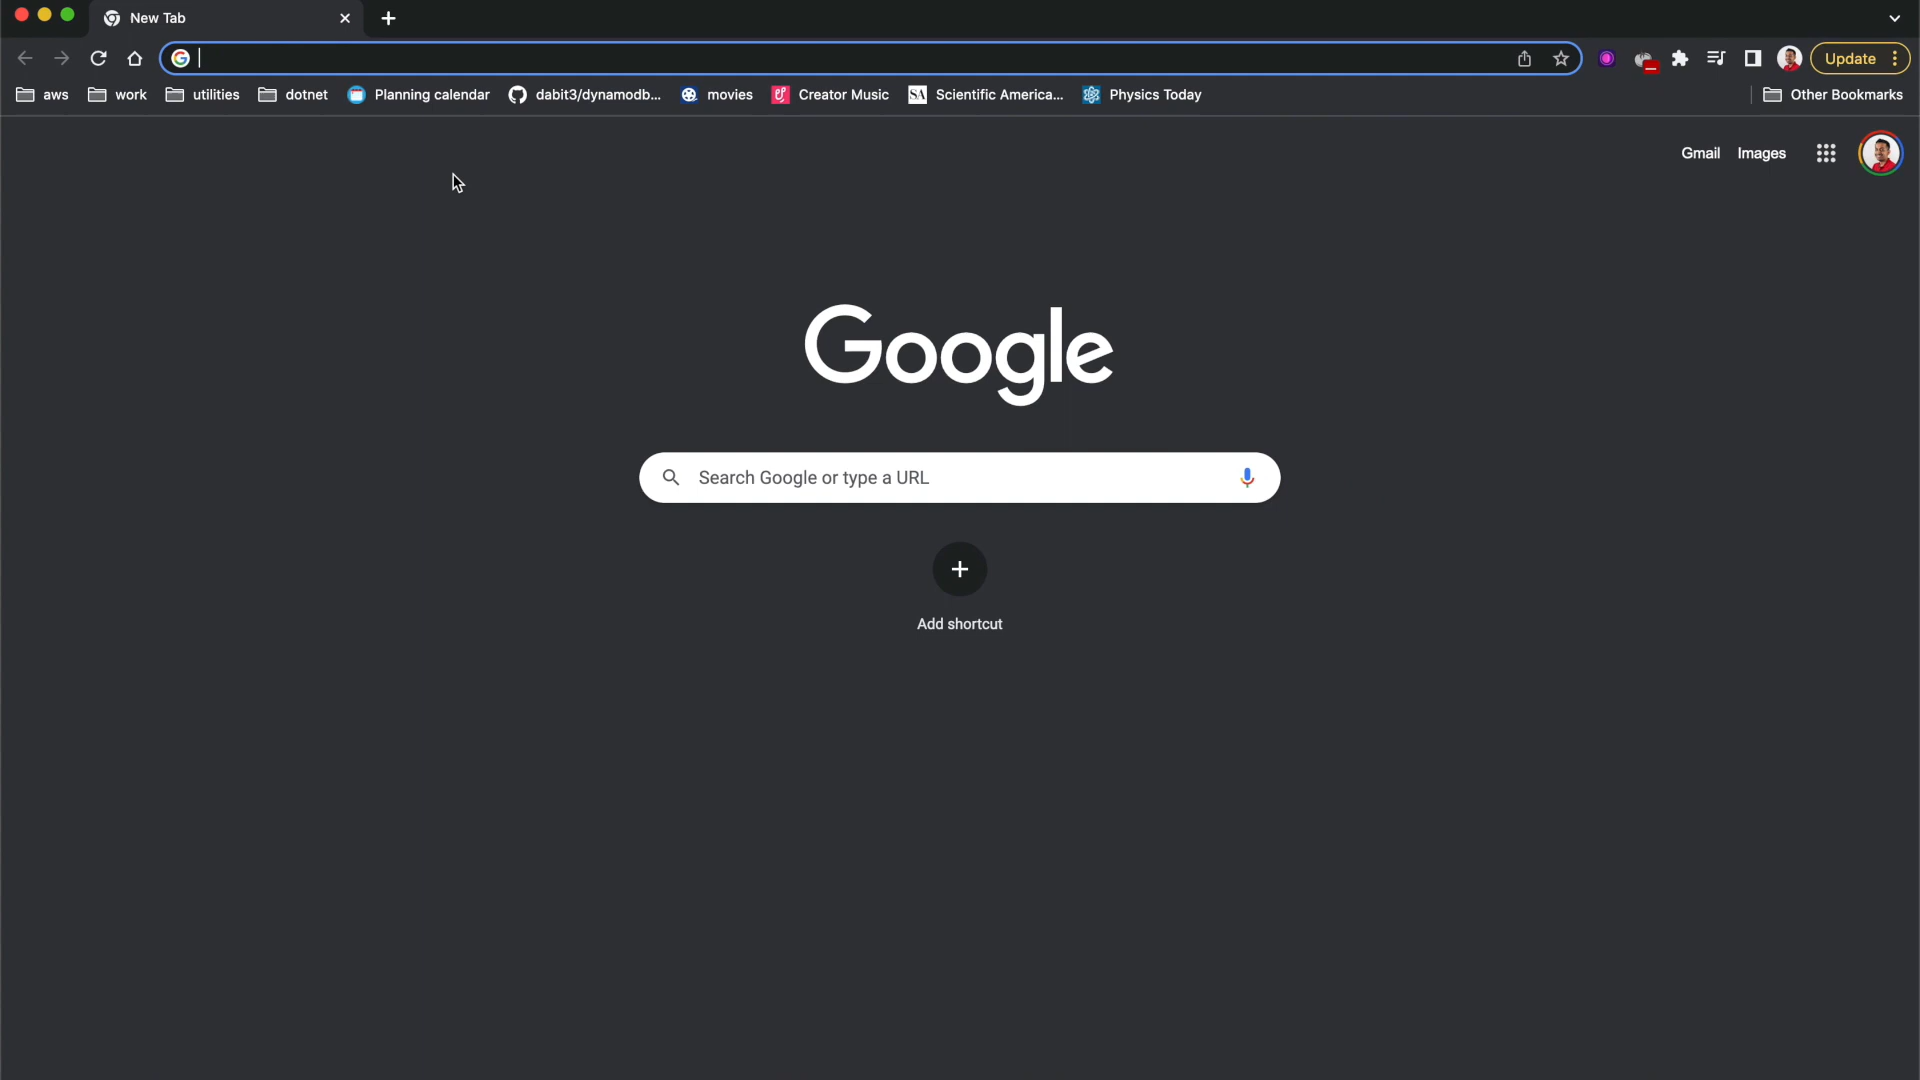 New Tab
Update
aws work utilities dotnet Planning calendar dabit3/dynamodb... movies Creator Music SA Scientific America... Physics Today Other Bookmarks
Gmail Images
Google
Search Google or type a URL
Add shortcut